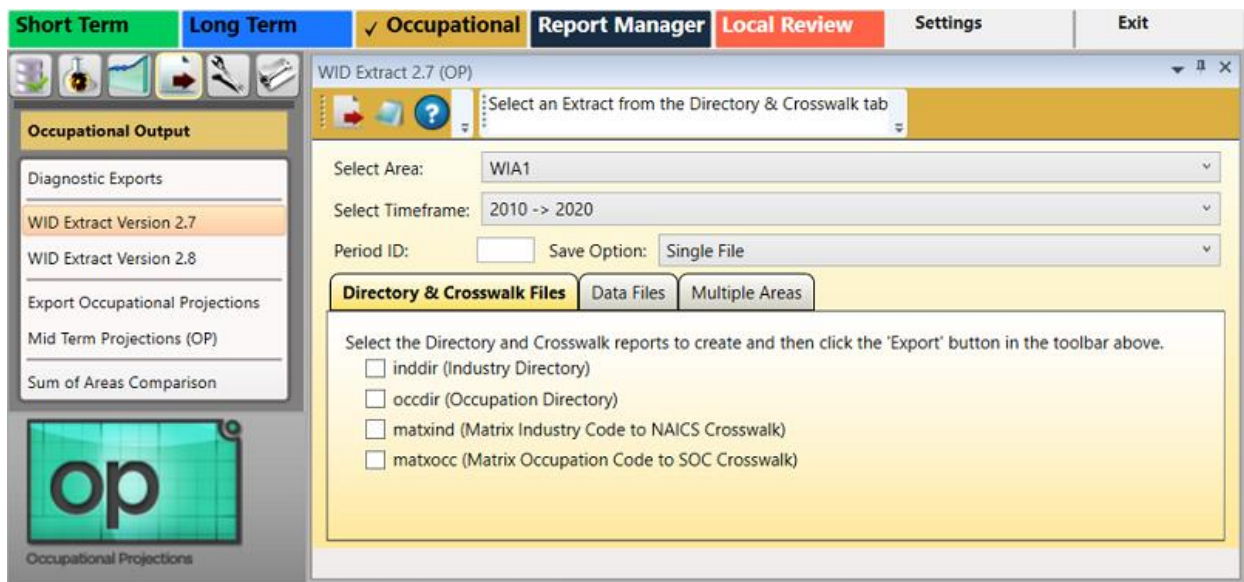 Short Term
Long Term
✓ Occupational
Report Manager
Local Review
Settings
Exit
WID Extract 2.7 (OP)
Select an Extract from the Directory & Crosswalk tab
Occupational Output
Diagnostic Exports
WID Extract Version 2.7
WID Extract Version 2.8
Export Occupational Projections
Mid Term Projections (OP)
Sum of Areas Comparison
op
Occupational Projections
Select Area: WIA1
Select Timeframe: 2010 -> 2020
Period ID: Save Option: Single File
Directory & Crosswalk Files
Data Files
Multiple Areas
Select the Directory and Crosswalk reports to create and then click the 'Export' button in the toolbar above.
inddir (Industry Directory)
occdir (Occupation Directory)
matxind (Matrix Industry Code to NAICS Crosswalk)
matxocc (Matrix Occupation Code to SOC Crosswalk)